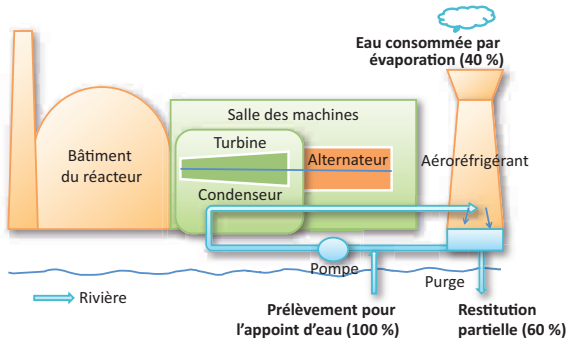 Eau consommée par
évaporation (40 %)
Salle des machines
Turbine
Bâtiment
du réacteur
Alternateur
Aéroréfrigérant
Condenseur
Pompe
Purge
Rivière
Prélèvement pour
l'appoint d'eau (100 %)
Restitution
partielle (60 %)